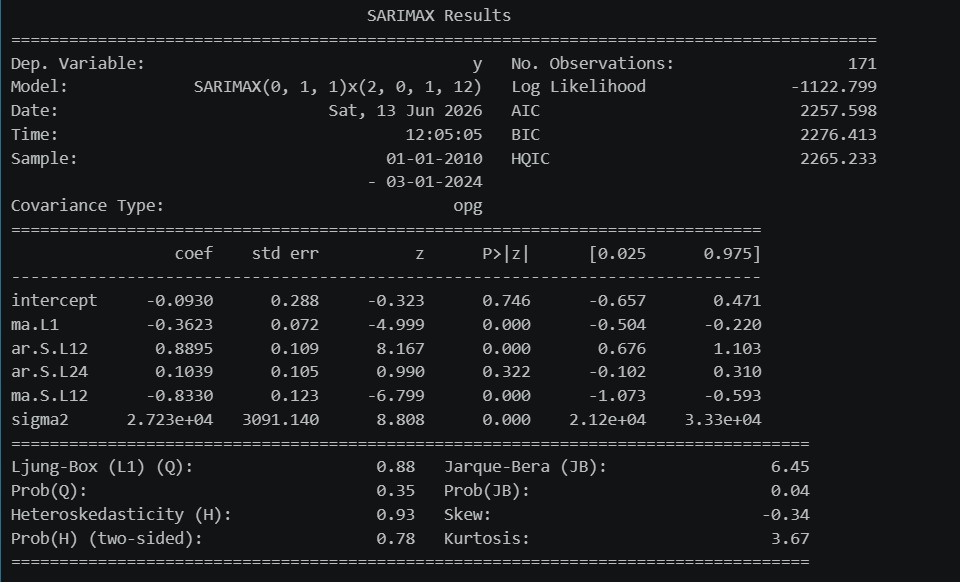 SARIMAX Results
==========================================================================================
Dep. Variable: y No. Observations: 171
Model: SARIMAX(0, 1, 1)x(2, 0, 1, 12) Log Likelihood -1122.799
Date: Sat, 13 Jun 2026 AIC 2257.598
Time: 12:05:05 BIC 2276.413
Sample: 01-01-2010 HQIC 2265.233
- 03-01-2024
Covariance Type: opg
==============================================================================
coef std err z P>|z| [0.025 0.975]
------------------------------------------------------------------------------
intercept -0.0930 0.288 -0.323 0.746 -0.657 0.471
ma.L1 -0.3623 0.072 -4.999 0.000 -0.504 -0.220
ar.S.L12 0.8895 0.109 8.167 0.000 0.676 1.103
ar.S.L24 0.1039 0.105 0.990 0.322 -0.102 0.310
ma.S.L12 -0.8330 0.123 -6.799 0.000 -1.073 -0.593
sigma2 2.723e+04 3091.140 8.808 0.000 2.12e+04 3.33e+04
===================================================================================
Ljung-Box (L1) (Q): 0.88 Jarque-Bera (JB): 6.45
Prob(Q): 0.35 Prob(JB): 0.04
Heteroskedasticity (H): 0.93 Skew: -0.34
Prob(H) (two-sided): 0.78 Kurtosis: 3.67
===================================================================================